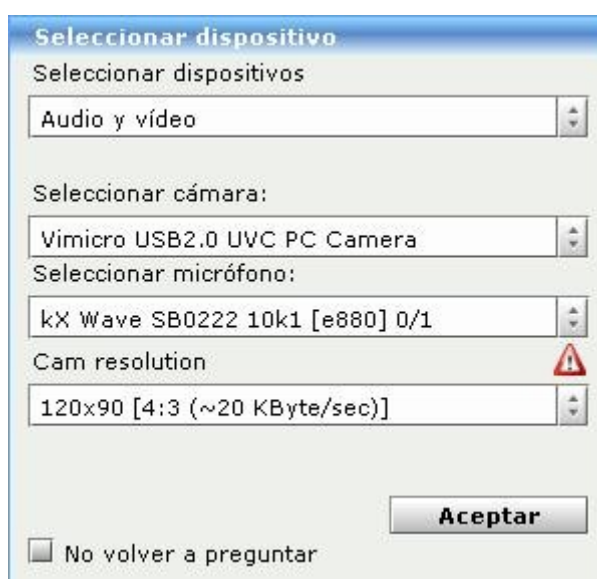 Seleccionar dispositivo
Seleccionar dispositivos
Audio y vídeo
Seleccionar cámara:
Vimicro USB2.0 UVC PC Camera
Seleccionar micrófono:
kX Wave SB0222 10k1 [e880] 0/1
Cam resolution
120x90 [4:3 (~20 KByte/sec)]
Aceptar
No volver a preguntar